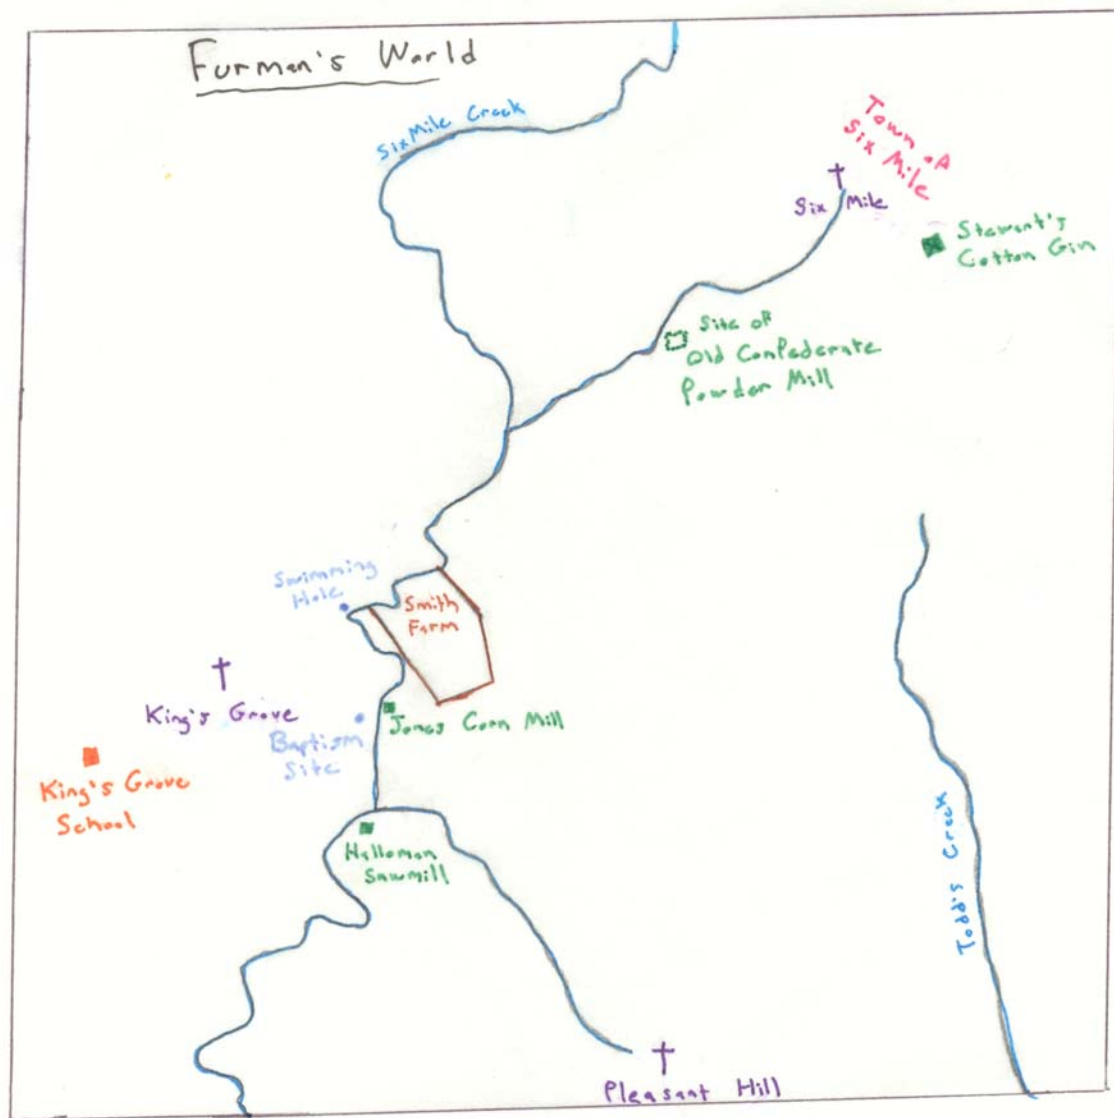 Furman's World
Six Mile Creek
Town of
Six Mile
Six Mile
Stewart's
Cotton Gin
Site of
Old Confederate
Powder Mill
Swimming
Hole
Smith
Farm
King's Grove
Jones Corn Mill
Baptism
Site
King's Grove
School
Holloman
Sawmill
Todd's Creek
Pleasant Hill